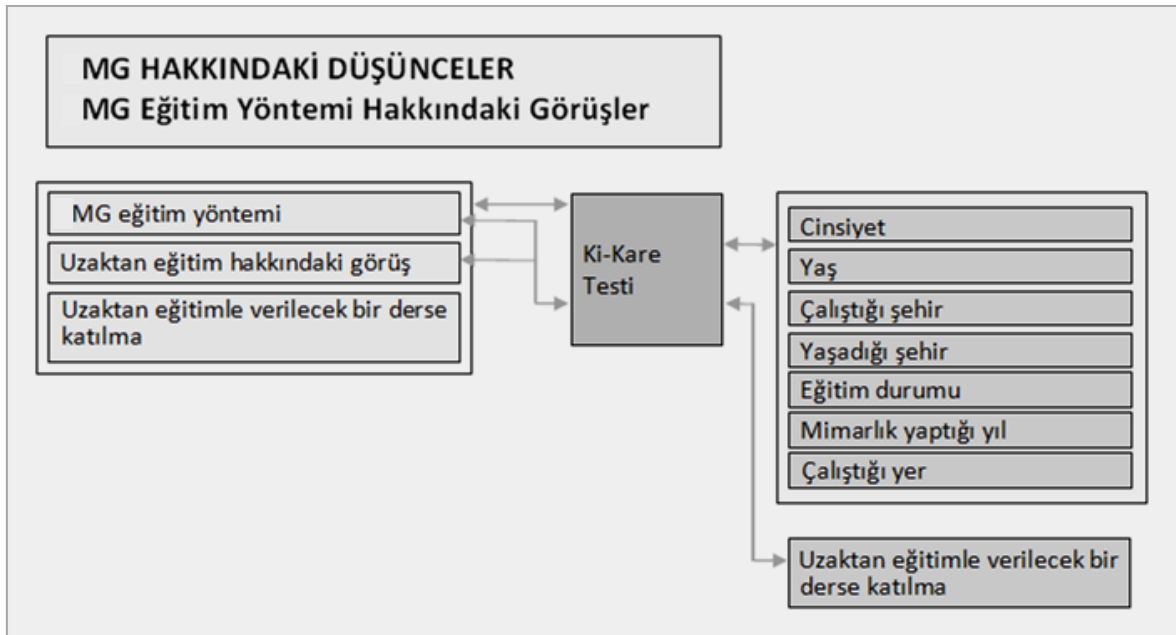 MG HAKKINDAKİ DÜŞÜNCELER
MG Eğitim Yöntemi Hakkındaki Görüşler
MG eğitim yöntemi
Uzaktan eğitim hakkındaki görüş
Uzaktan eğitimle verilecek bir derse
katılma
Ki-Kare
Testi
Cinsiyet
Yaş
Çalıştığı şehir
Yaşadığı şehir
Eğitim durumu
Mimarlık yaptığı yıl
Çalıştığı yer
Uzaktan eğitimle verilecek bir
derse katılma